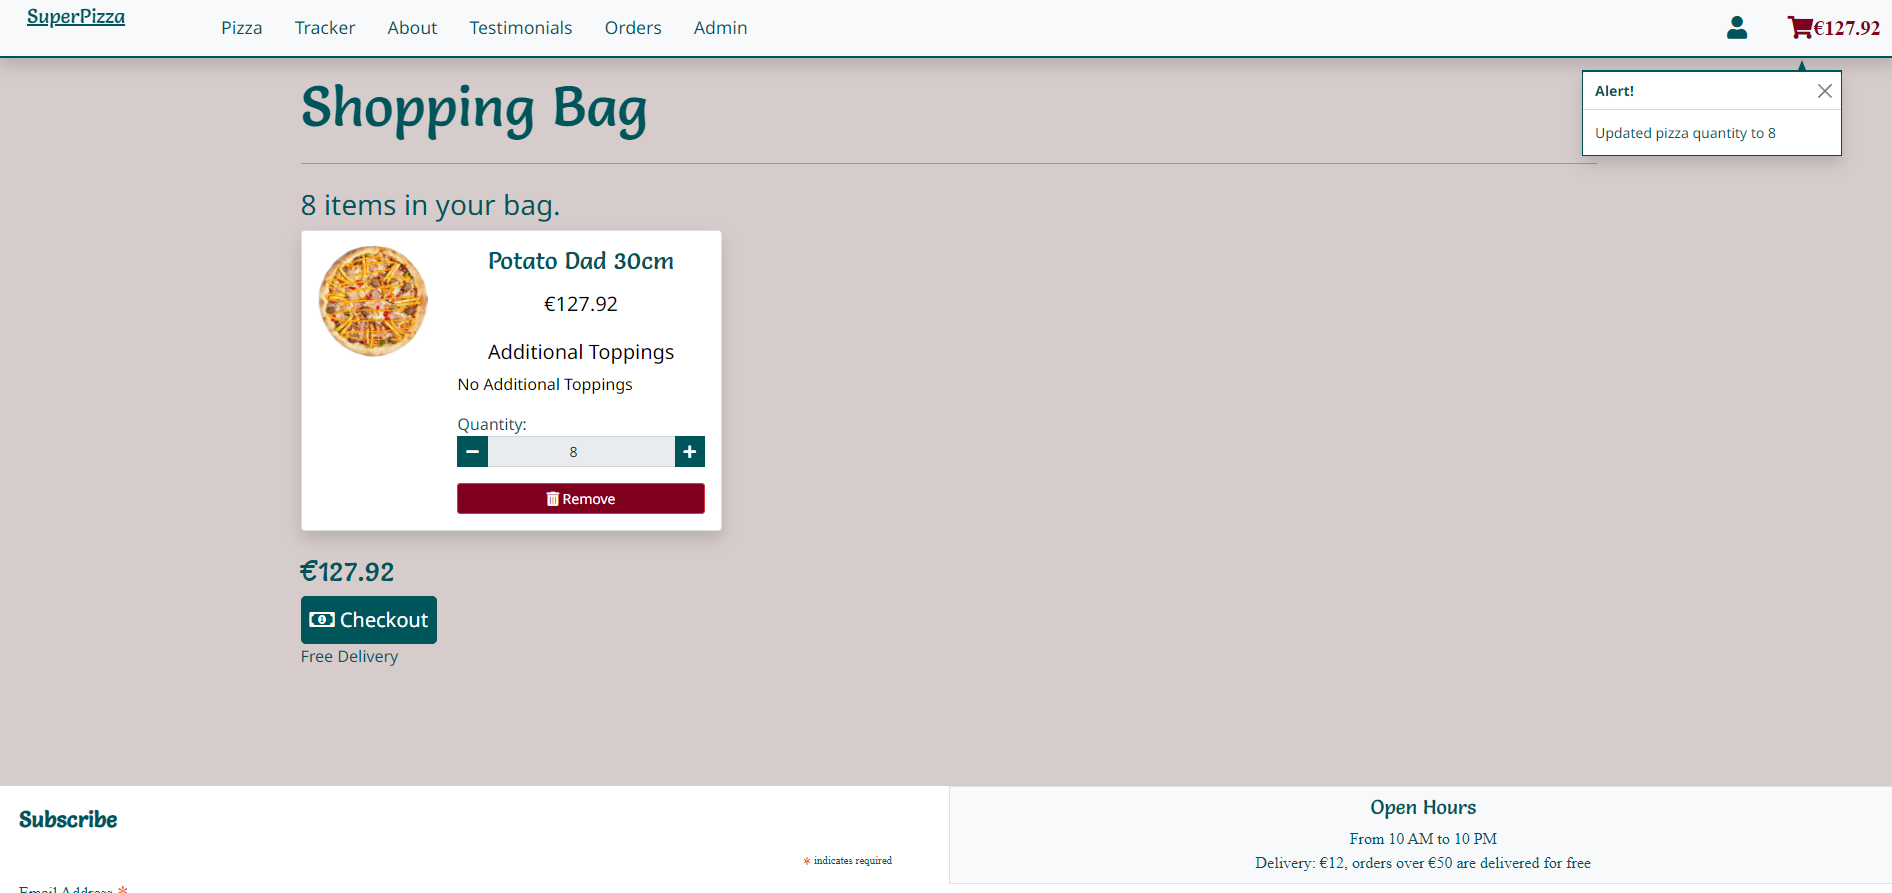 SuperPizza
Pizza Tracker About Testimonials Orders Admin
€127.92
Alert!
Updated pizza quantity to 8
Shopping Bag
8 items in your bag.
Potato Dad 30cm
€127.92
Additional Toppings
No Additional Toppings
Quantity:
8
Remove
€127.92
Checkout
Free Delivery
Subscribe
* indicates required
Email Address *
Open Hours
From 10 AM to 10 PM
Delivery: €12, orders over €50 are delivered for free